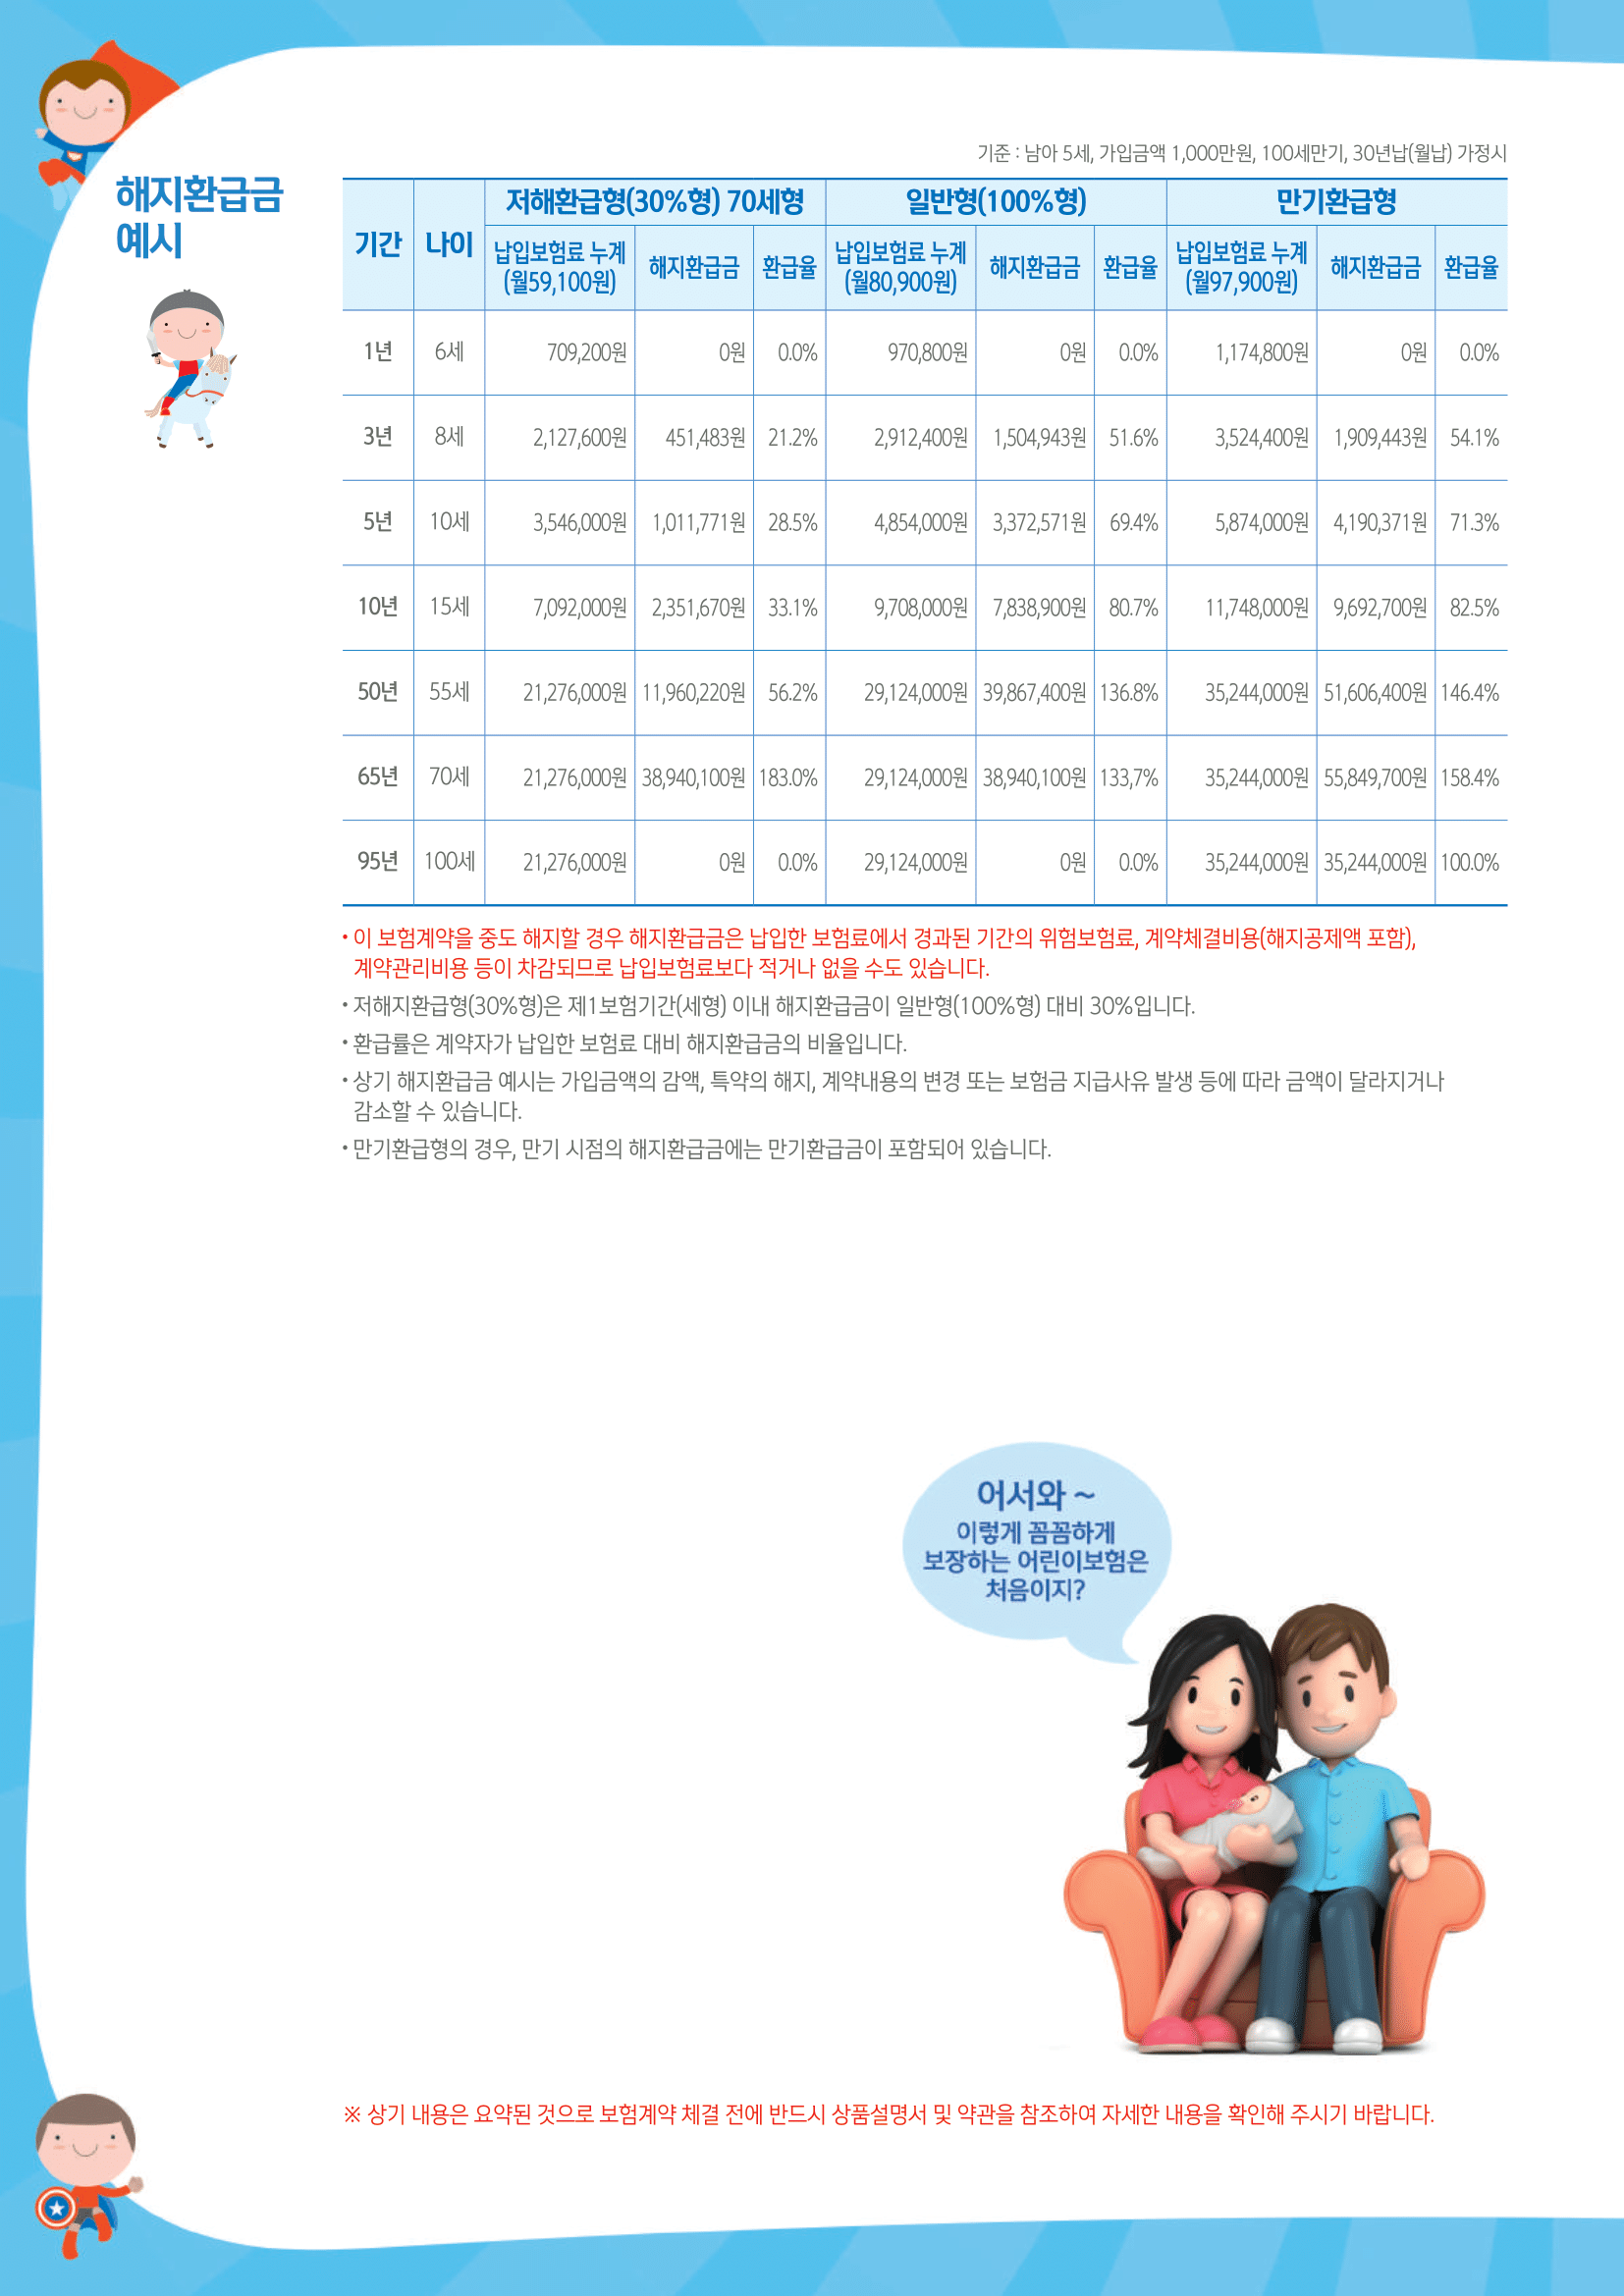 해지환급금
예시
기준 : 남아 5세, 가입금액 1,000만원, 100세만기, 30년납(월납) 가정시
기간 나이 저해환급형(30%형) 70세형 일반형(100%형) 만기환급형
납입보험료 누계 (월59,100원) 해지환급금 환급율 납입보험료 누계 (월80,900원) 해지환급금 환급율 납입보험료 누계 (월97,900원) 해지환급금 환급율
1년 6세 709,200원 0원 0.0% 970,800원 0원 0.0% 1,174,800원 0원 0.0%
3년 8세 2,127,600원 451,483원 21.2% 2,912,400원 1,504,943원 51.6% 3,524,400원 1,909,443원 54.1%
5년 10세 3,546,000원 1,011,771원 28.5% 4,854,000원 3,372,571원 69.4% 5,874,000원 4,190,371원 71.3%
10년 15세 7,092,000원 2,351,670원 33.1% 9,708,000원 7,838,900원 80.7% 11,748,000원 9,692,700원 82.5%
50년 55세 21,276,000원 11,960,220원 56.2% 29,124,000원 39,867,400원 136.8% 35,244,000원 51,606,400원 146.4%
65년 70세 21,276,000원 38,940,100원 183.0% 29,124,000원 38,940,100원 133,7% 35,244,000원 55,849,700원 158.4%
95년 100세 21,276,000원 0원 0.0% 29,124,000원 0원 0.0% 35,244,000원 35,244,000원 100.0%
• 이 보험계약을 중도 해지할 경우 해지환급금은 납입한 보험료에서 경과된 기간의 위험보험료, 계약체결비용(해지공제액 포함),
계약관리비용 등이 차감되므로 납입보험료보다 적거나 없을 수도 있습니다.
• 저해지환급형(30%형)은 제1보험기간(세형) 이내 해지환급금이 일반형(100%형) 대비 30%입니다.
• 환급률은 계약자가 납입한 보험료 대비 해지환급금의 비율입니다.
• 상기 해지환급금 예시는 가입금액의 감액, 특약의 해지, 계약내용의 변경 또는 보험금 지급사유 발생 등에 따라 금액이 달라지거나
감소할 수 있습니다.
• 만기환급형의 경우, 만기 시점의 해지환급금에는 만기환급금이 포함되어 있습니다.
어서와 ~
이렇게 꼼꼼하게
보장하는 어린이보험은
처음이지?
※ 상기 내용은 요약된 것으로 보험계약 체결 전에 반드시 상품설명서 및 약관을 참조하여 자세한 내용을 확인해 주시기 바랍니다.